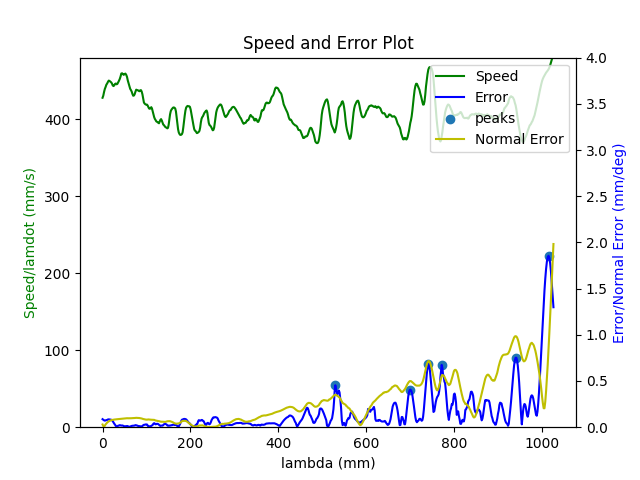 Speed and Error Plot
Speed
Error
peaks
Normal Error
Speed/lamdot (mm/s)
400
300
200
100
0
4.0
3.5
3.0
2.5
2.0
1.5
1.0
0.5
0.0
Error/Normal Error (mm/deg)
0 200 400 600 800 1000
lambda (mm)